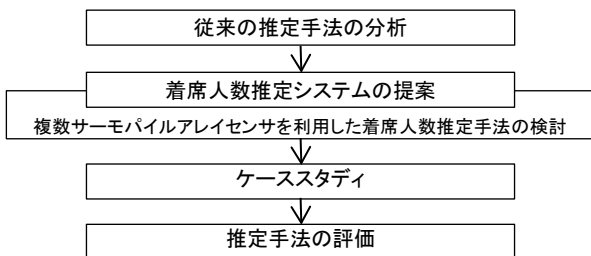 従来の推定手法の分析
着席人数推定システムの提案
複数サーモパイルアレイセンサを利用した着席人数推定手法の検討
ケーススタディ
推定手法の評価